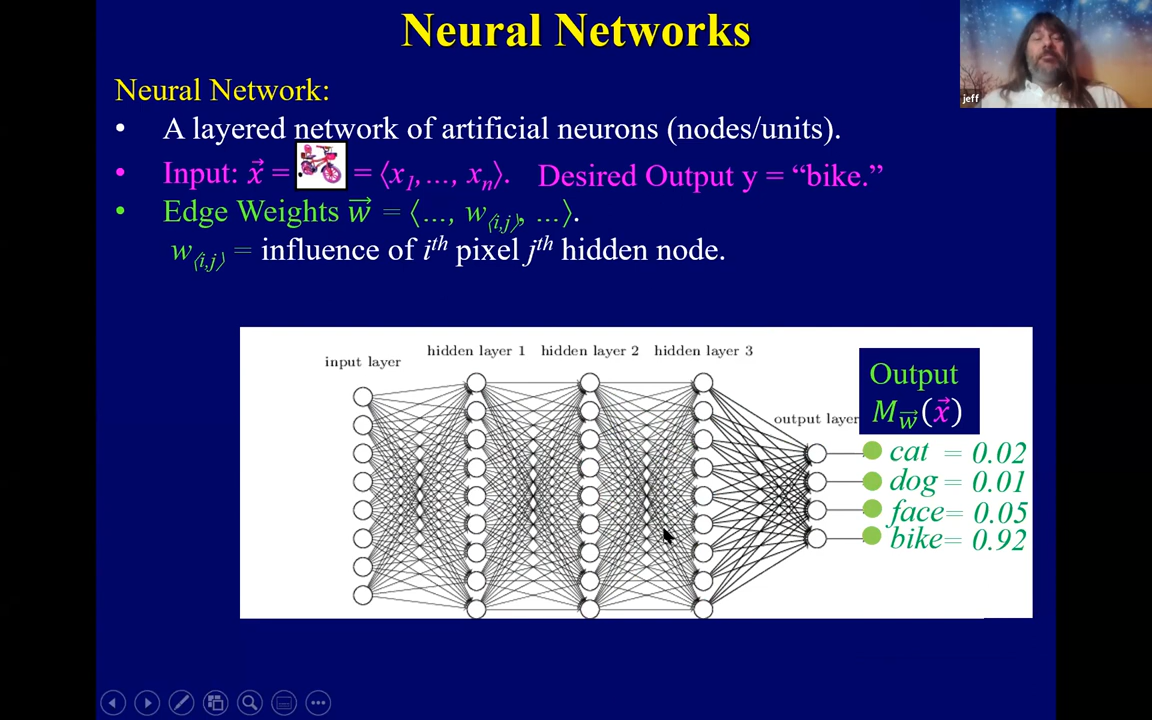 Neural Networks
jeff
Neural Network:
• A layered network of artificial neurons (nodes/units).
• Input: x⃗ = = ⟨x₁,…, xₙ⟩. Desired Output y = “bike.”
• Edge Weights w⃗ = ⟨…, w⟨i,j⟩, …⟩.
w⟨i,j⟩ = influence of iᵗʰ pixel jᵗʰ hidden node.
input layer
hidden layer 1 hidden layer 2 hidden layer 3
output layer
Output
M_w⃗(x⃗)
cat = 0.02
dog = 0.01
face= 0.05
bike= 0.92